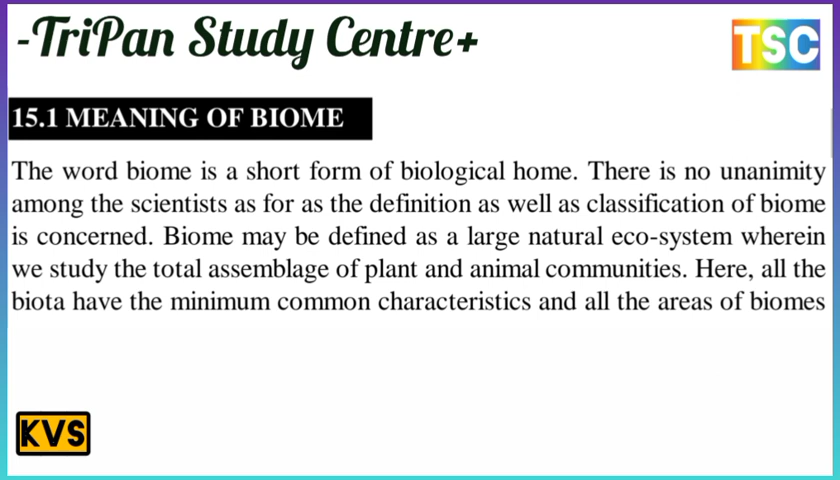 -TriPan Study Centre+
TSC
15.1 MEANING OF BIOME
The word biome is a short form of biological home. There is no unanimity
among the scientists as for as the definition as well as classification of biome
is concerned. Biome may be defined as a large natural eco-system wherein
we study the total assemblage of plant and animal communities. Here, all the
biota have the minimum common characteristics and all the areas of biomes
KVS